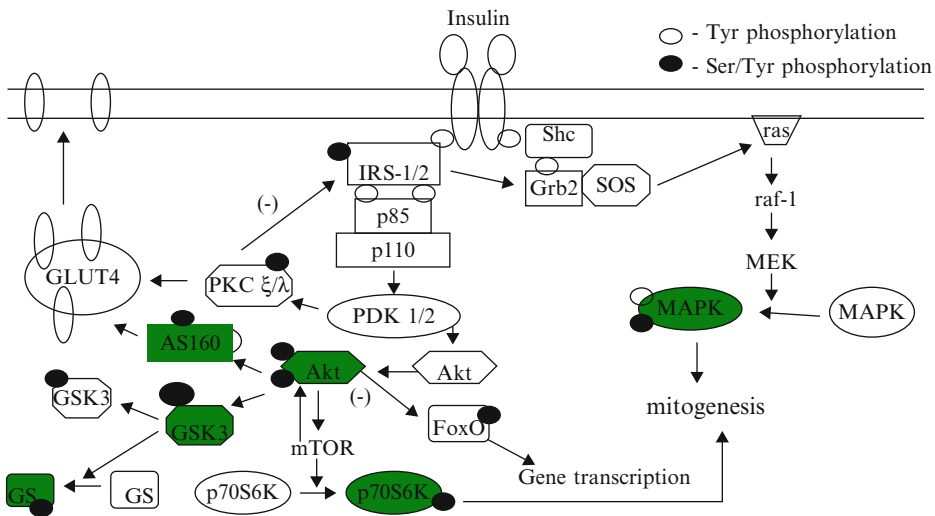 Insulin
- Tyr phosphorylation
- Ser/Tyr phosphorylation
Shc
ras
IRS-1/2
Grb2
SOS
(-)
p85
raf-1
p110
GLUT4
PKC ξ/λ
MEK
PDK 1/2
MAPK
MAPK
AS160
Akt
Akt
(-)
GSK3
GSK3
FoxO
mitogenesis
mTOR
GS
GS
p70S6K
p70S6K
Gene transcription